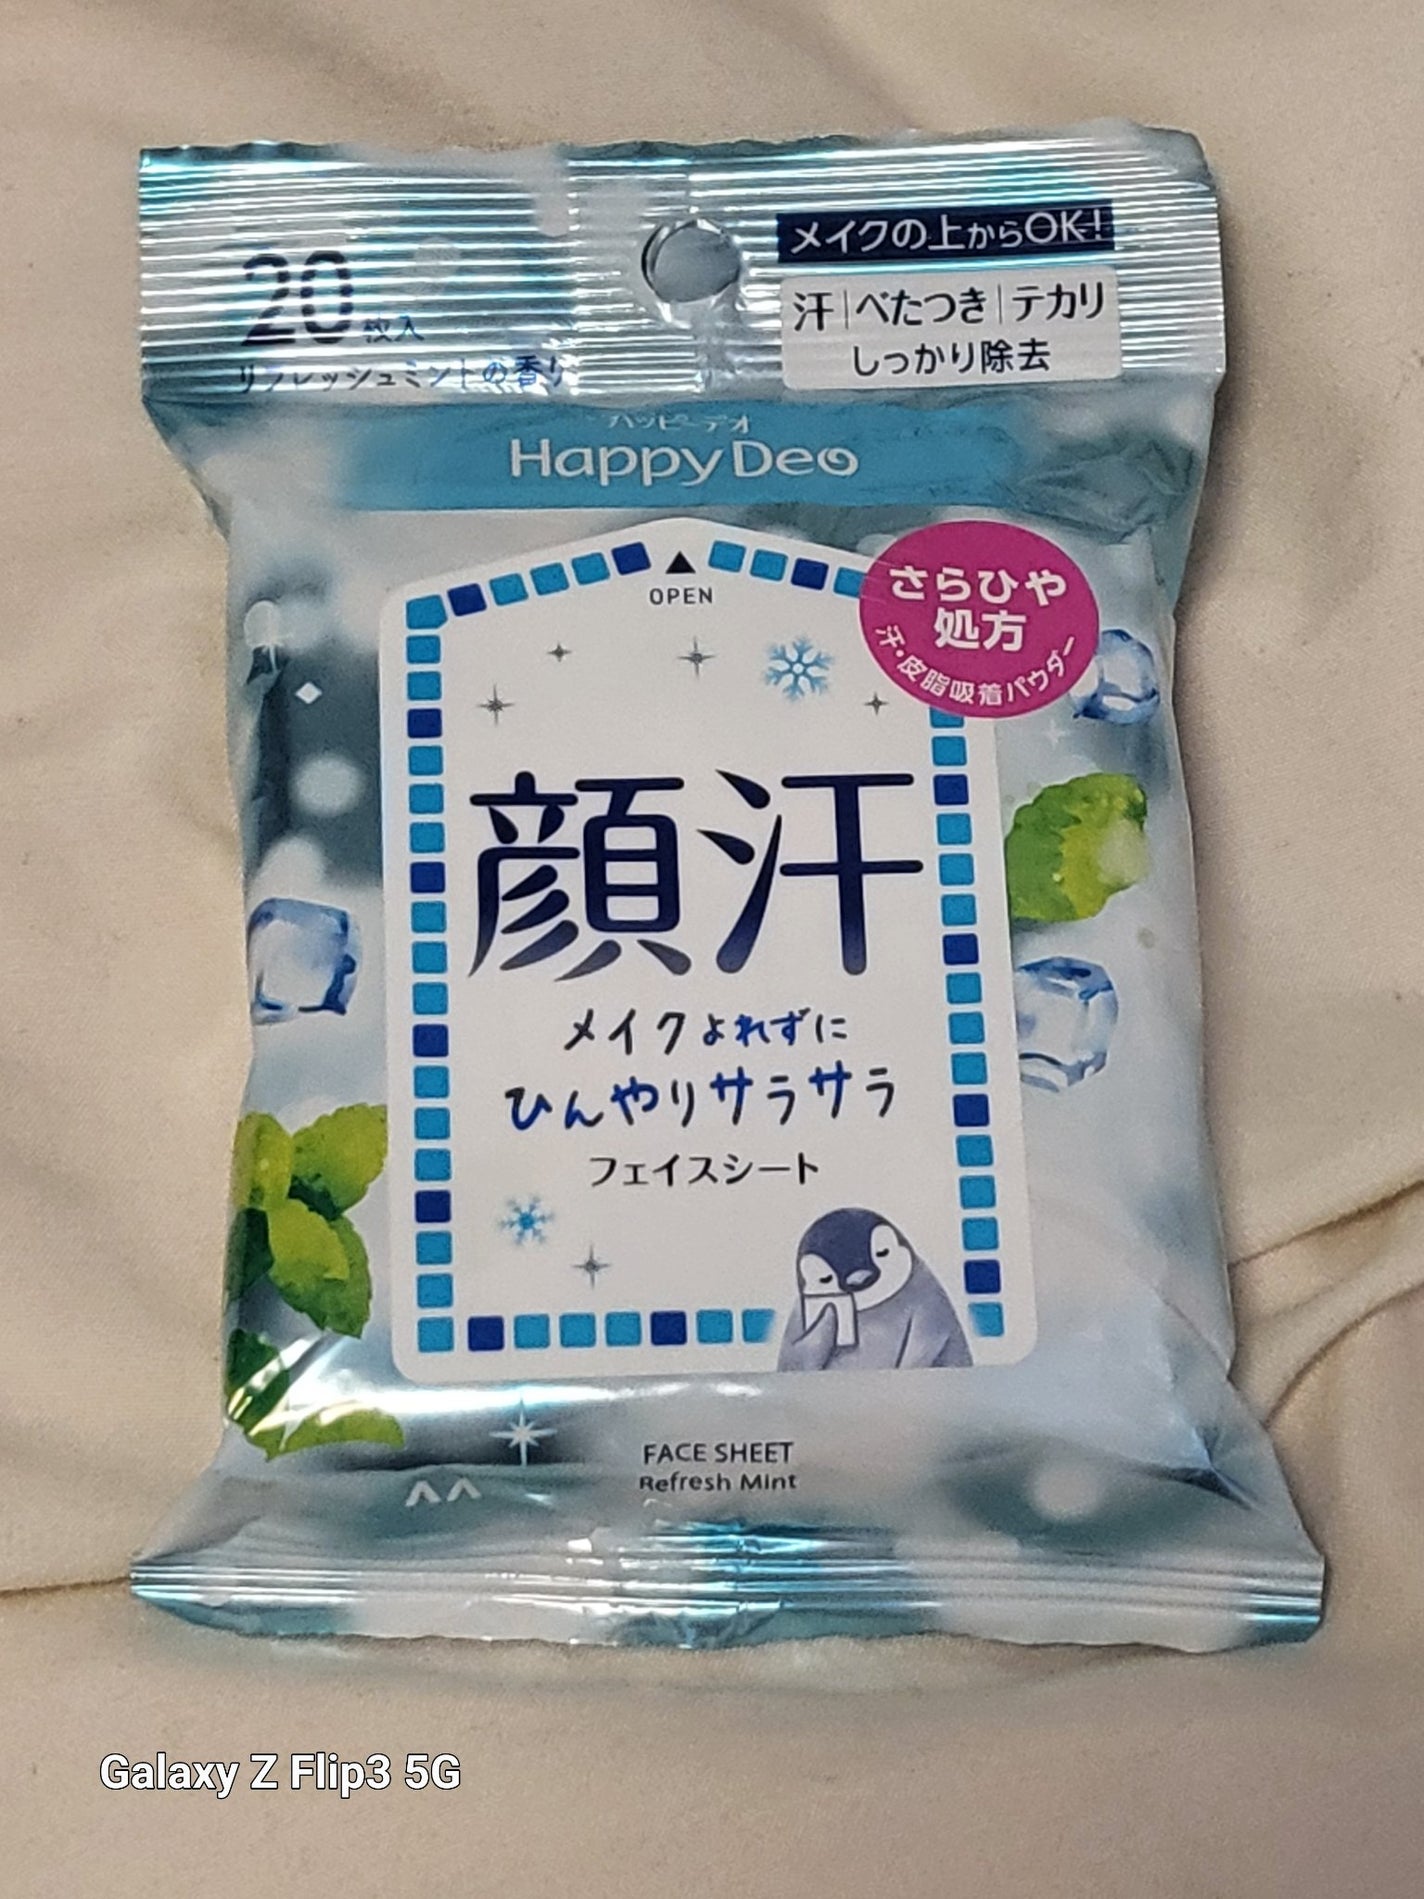 20枚入
リフレッシュミントの香り
メイクの上からOK!
汗|べたつき|テカリ
しっかり除去
ハッピーデオ
Happy Deo
OPEN
さらひや
処方
汗・皮脂吸着パウダー
顔汗
メイクよれずに
ひんやりサラサラ
フェイスシート
FACE SHEET
Refresh Mint
Galaxy Z Flip3 5G